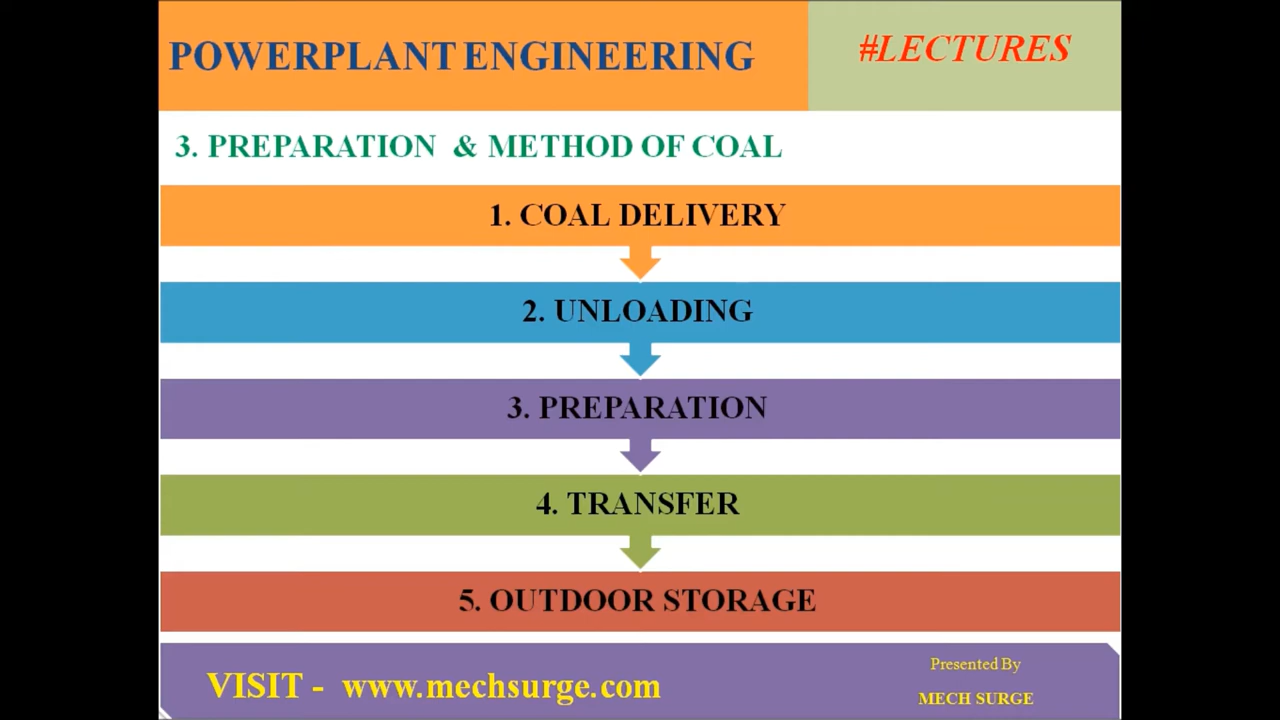 POWERPLANT ENGINEERING
#LECTURES
3. PREPARATION & METHOD OF COAL
1. COAL DELIVERY
2. UNLOADING
3. PREPARATION
4. TRANSFER
5. OUTDOOR STORAGE
VISIT - www.mechsurge.com
Presented By
MECH SURGE